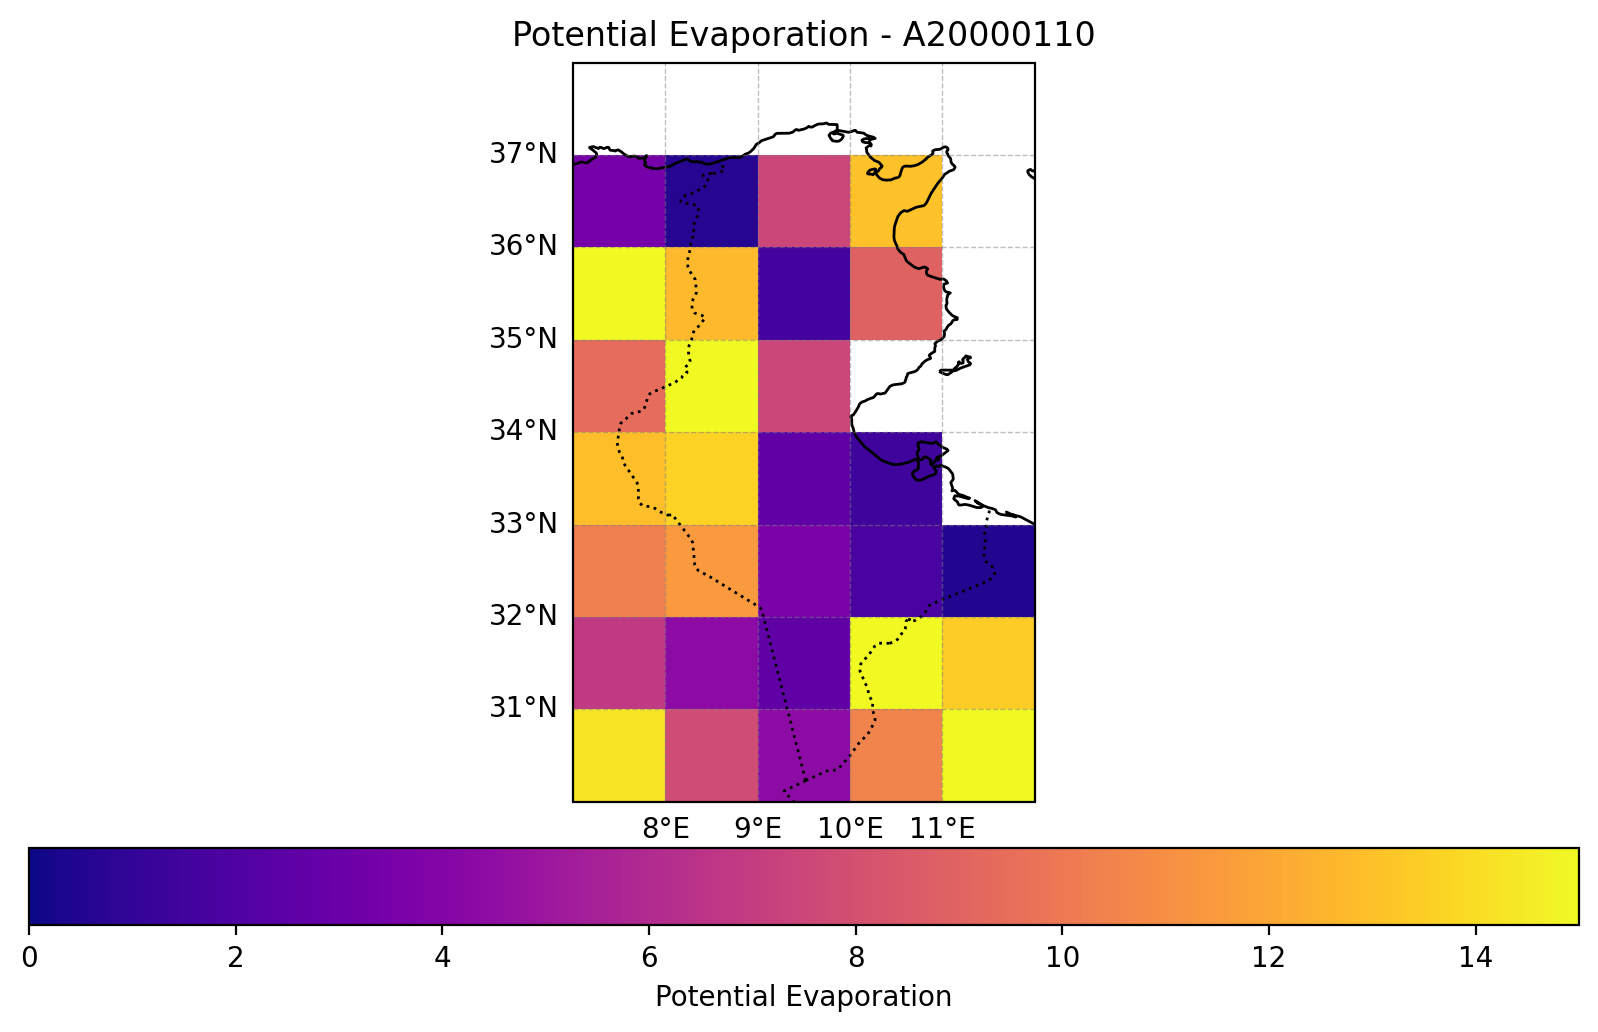 Potential Evaporation - A20000110
37°N
36°N
35°N
34°N
33°N
32°N
31°N
8°E 9°E 10°E 11°E
0 2 4 6 8 10 12 14
Potential Evaporation